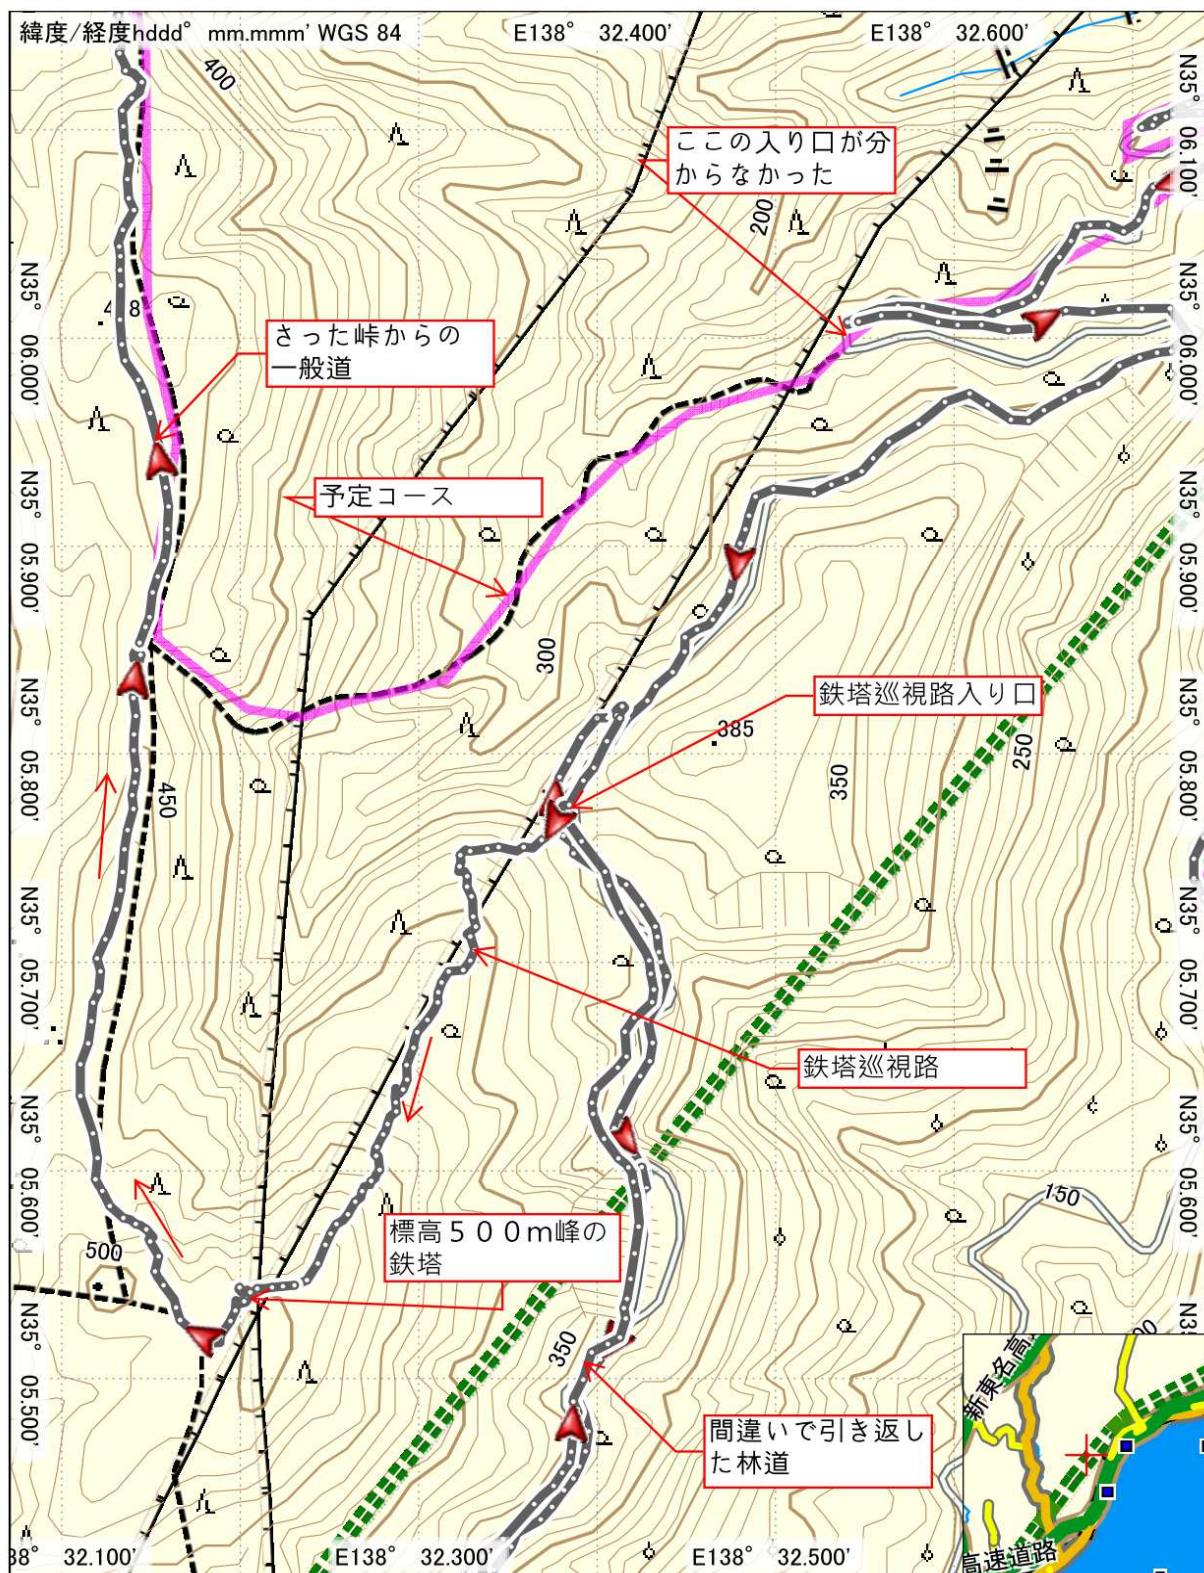 緯度/経度hddd° mm.mmm' WGS 84
E138° 32.400'
E138° 32.600'
N35° 06.100'
400
ここの入り口が分
からなかった
200
N35° 06.000'
N35° 06.000'
さった峠からの
一般道
予定コース
N35° 05.900'
N35° 05.900'
300
鉄塔巡視路入り口
385
250
N35° 05.800'
N35° 05.800'
450
350
N35° 05.700'
N35° 05.700'
鉄塔巡視路
N35° 05.600'
N35° 05.600'
150
標高500m峰の
鉄塔
500
N35° 05.500'
N35°
350
間違いで引き返し
た林道
新東名高
高速道路
38° 32.100'
E138° 32.300'
E138° 32.500'